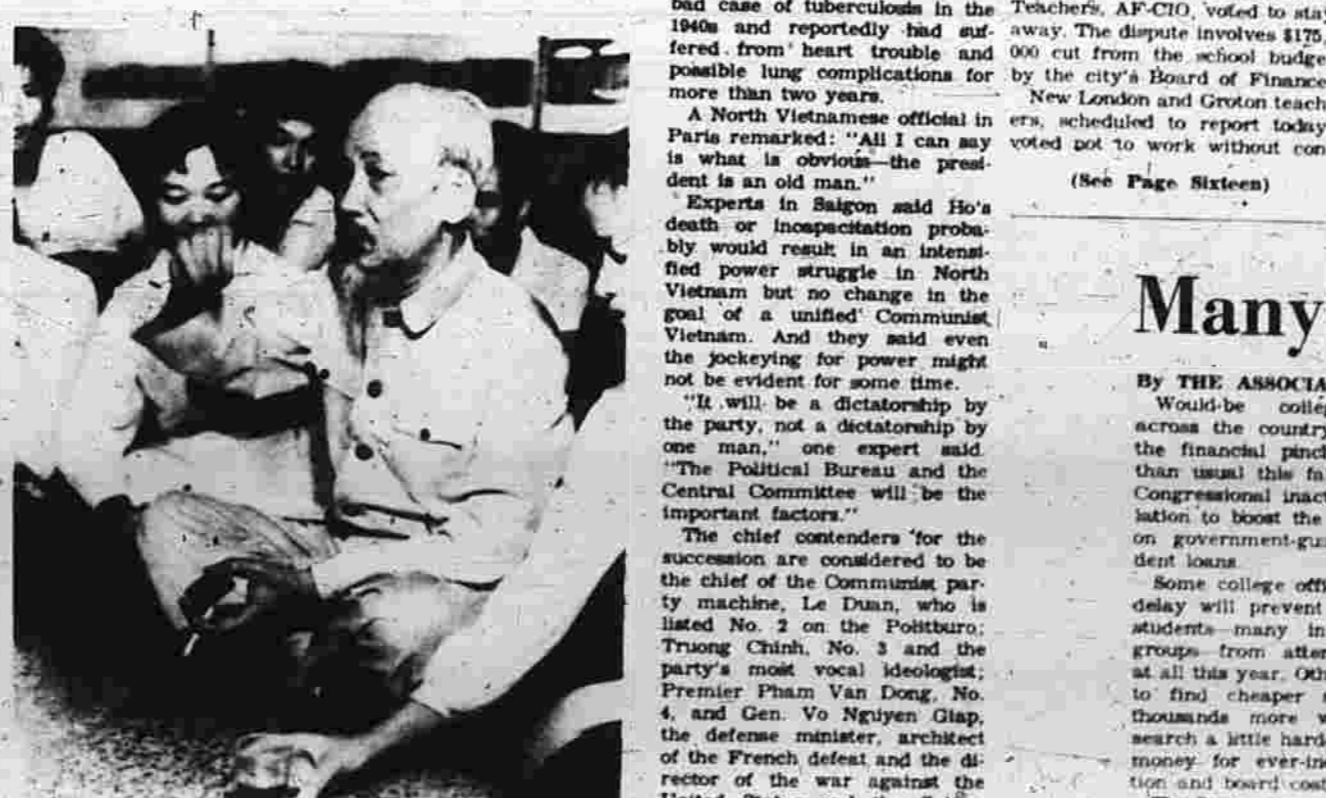 bad case of tuberculosis in the
1940s and reportedly had suf-
fered from heart trouble and
possible lung complications for
more than two years.
A North Vietnamese official in
Paris remarked: "All I can say
is what is obvious—the presi-
dent is an old man."
Experts in Saigon said Ho's
death or incapacitation proba-
bly would result in an intensi-
fied power struggle in North
Vietnam but no change in the
goal of a unified Communist
Vietnam. And they said even
the jockeying for power might
not be evident for some time.
"It will be a dictatorship by
the party, not a dictatorship by
one man," one expert said.
"The Political Bureau and the
Central Committee will be the
important factors."
The chief contenders for the
succession are considered to be
the chief of the Communist par-
ty machine, Le Duan, who is
listed No. 2 on the Politburo;
Truong Chinh, No. 3 and the
party's most vocal ideologist;
Premier Pham Van Dong, No.
4, and Gen. Vo Nguyen Giap,
the defense minister, architect
of the French defeat and the di-
rector of the war against the
Teachers, AF-CIO, voted to stay
away. The dispute involves $175,
000 cut from the school budge
by the city's Board of Finance
New London and Groton teach
ers, scheduled to report today
voted not to work without con
(See Page Sixteen)
Many
By THE ASSOCIA
Would-be colleg
across the country
the financial pinch
than usual this fa
Congressional inact
lation to boost the
on government-gu
dent loans.
Some college offi
delay will prevent
students—many in
groups—from atten
at all this year. Oth
to find cheaper s
thousands more w
search a little hard
money for ever-inc
tion and board cost